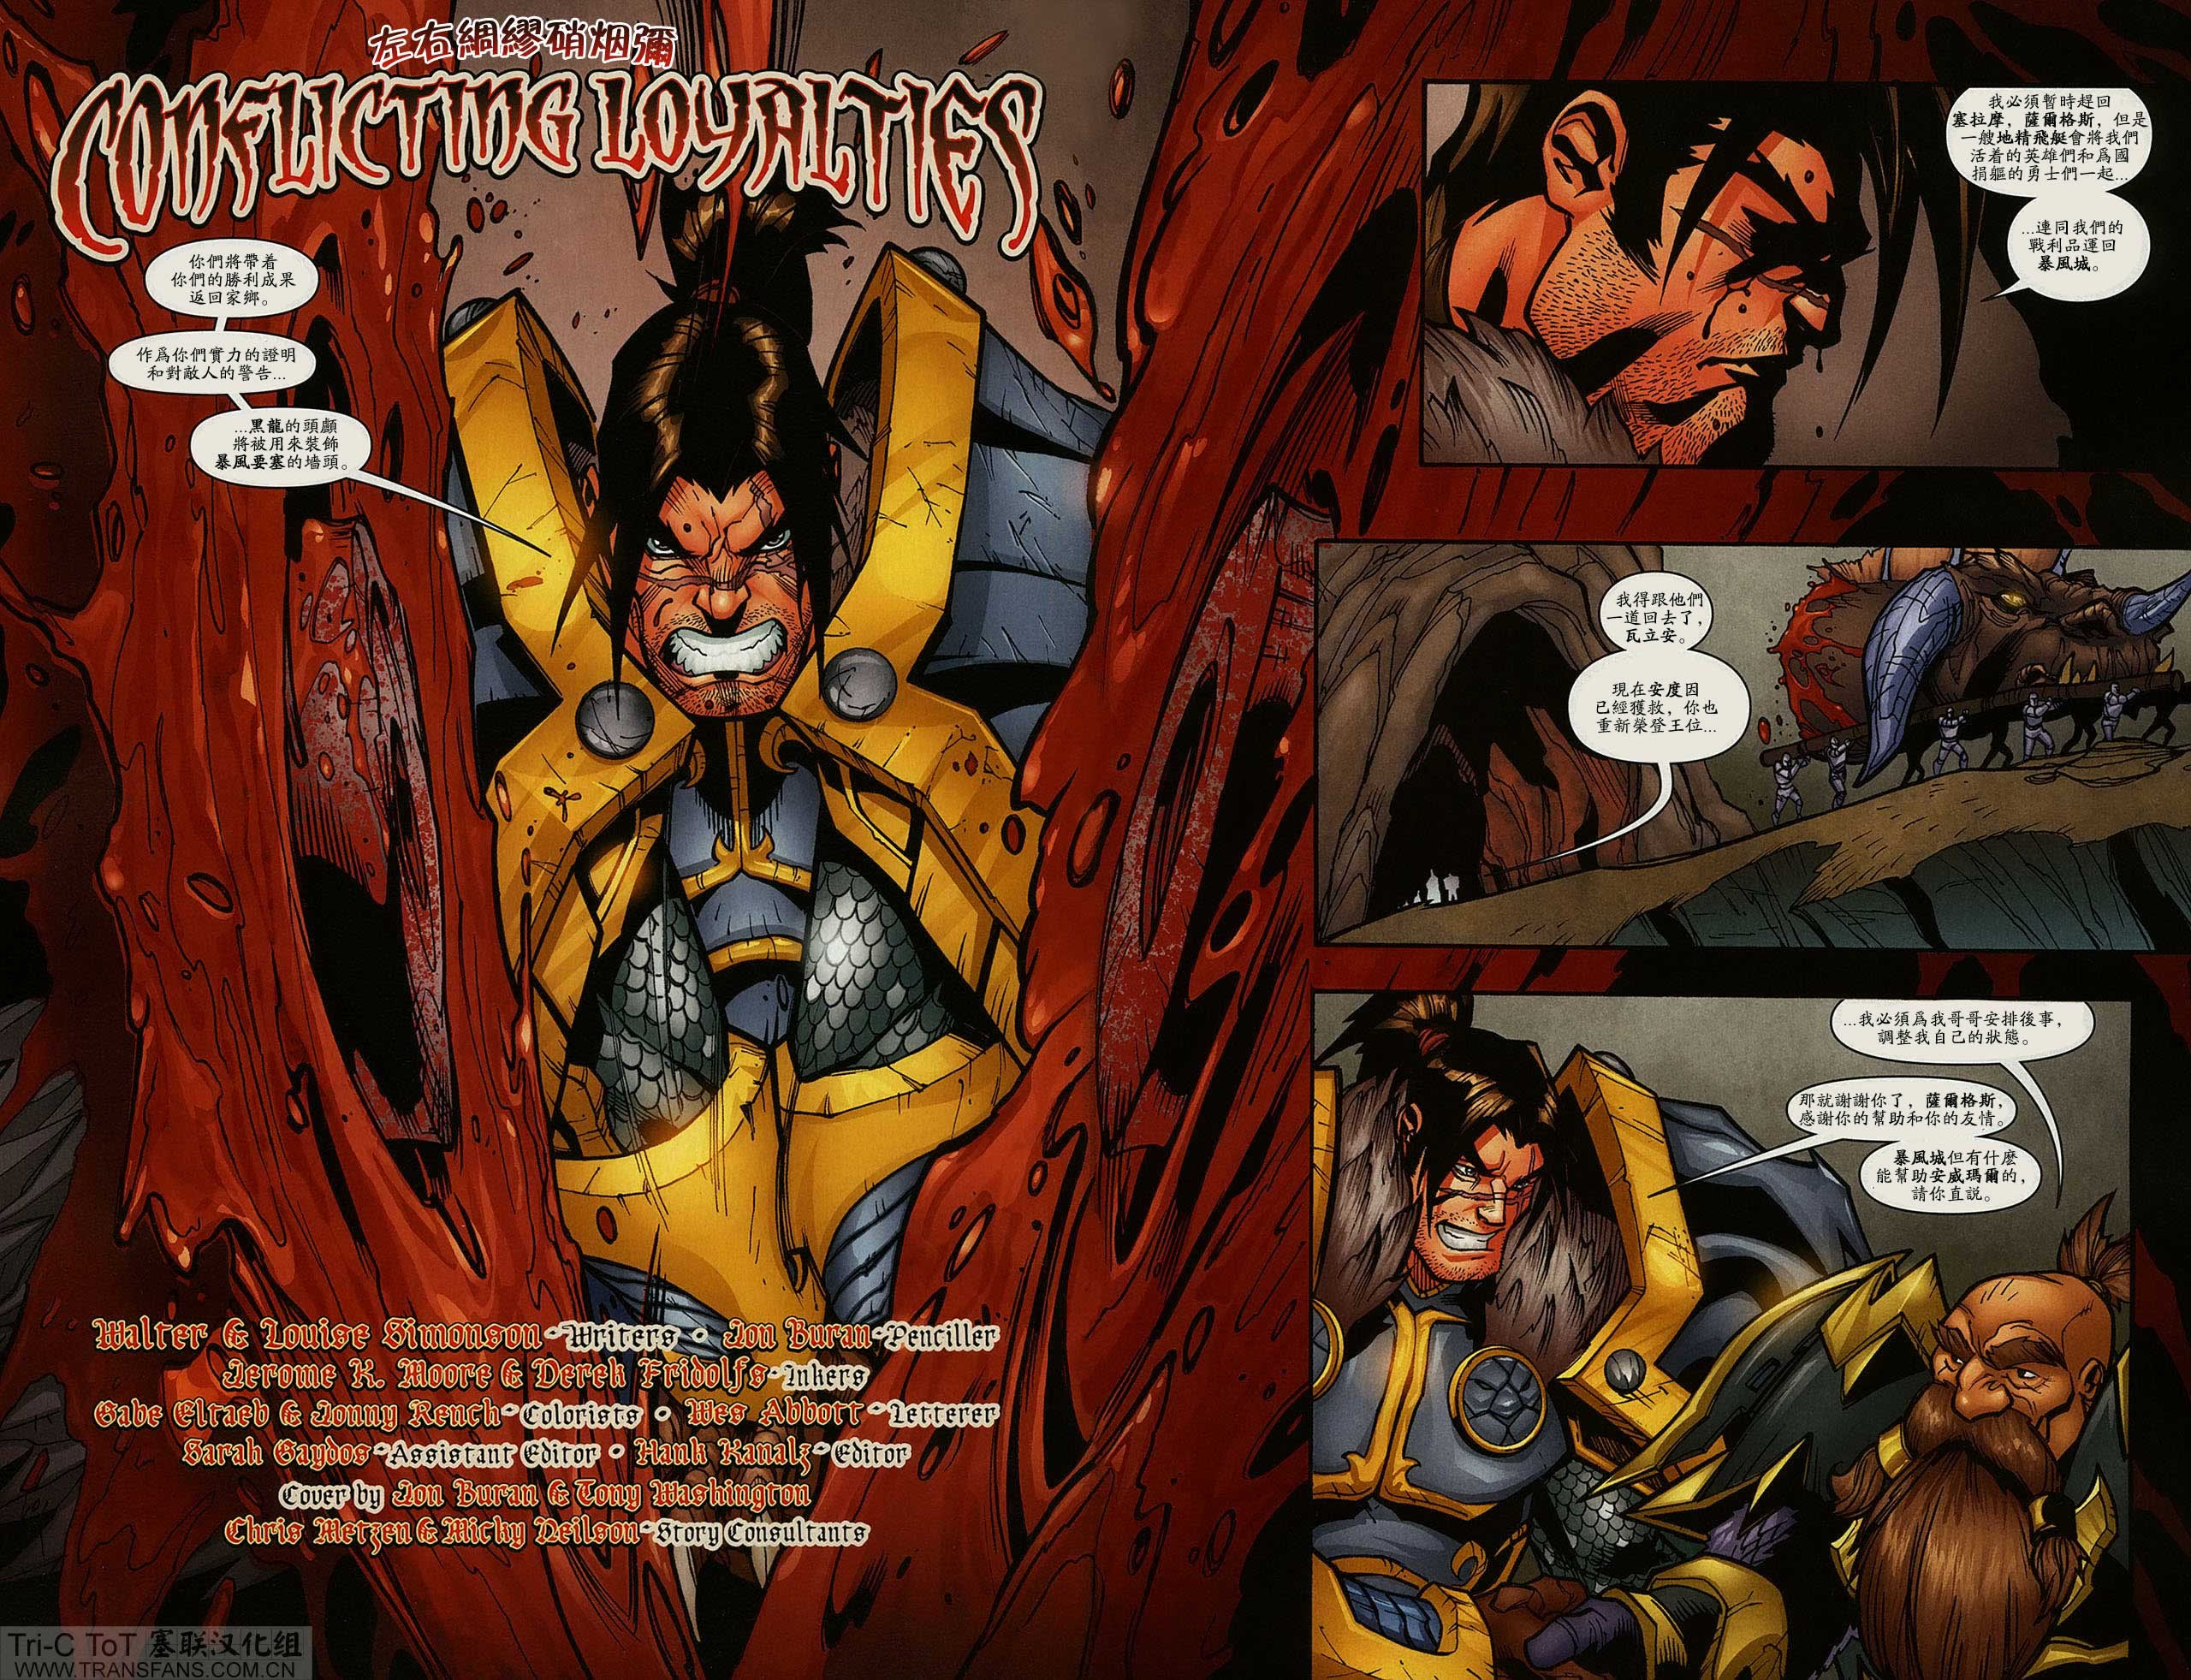 左右綢繆硝烟彌
CONFLICTING LOYALTIES
你們將帶着
你們的勝利成果
返回家鄉。
作爲你們實力的證明
和對敵人的警告...
...黑龍的頭顱
將被用來裝飾
暴風要塞的墙頭。
Walter & Louise Simonson-Writers • Jon Buran-Penciller
Jerome K. Moore & Derek Fridolfs-Inkers
Gabe Eltaeb & Jonny Rench-Colorists • Wes Abbott-Letterer
Sarah Gaydos-Assistant Editor • Hank Kanalz-Editor
Cover by Jon Buran & Tony Washington
Chris Metzen & Micky Neilson-Story Consultants
Tri-C ToT 塞联汉化组
WWW.TRANSFANS.COM.CN
我必須暫時趕回
塞拉摩，薩爾格斯，但是
一艘地精飛艇會將我們
活着的英雄們和爲國
捐軀的勇士們一起...
...連同我們的
戰利品運回
暴風城。
我得跟他們
一道回去了，
瓦立安。
現在安度因
已經獲救，你也
重新榮登王位...
...我必須爲我哥哥安排後事，
調整我自己的狀態。
那就謝謝你了，薩爾格斯，
感謝你的幫助和你的友情。
暴風城但有什麽
能幫助安威瑪爾的，
請你直説。